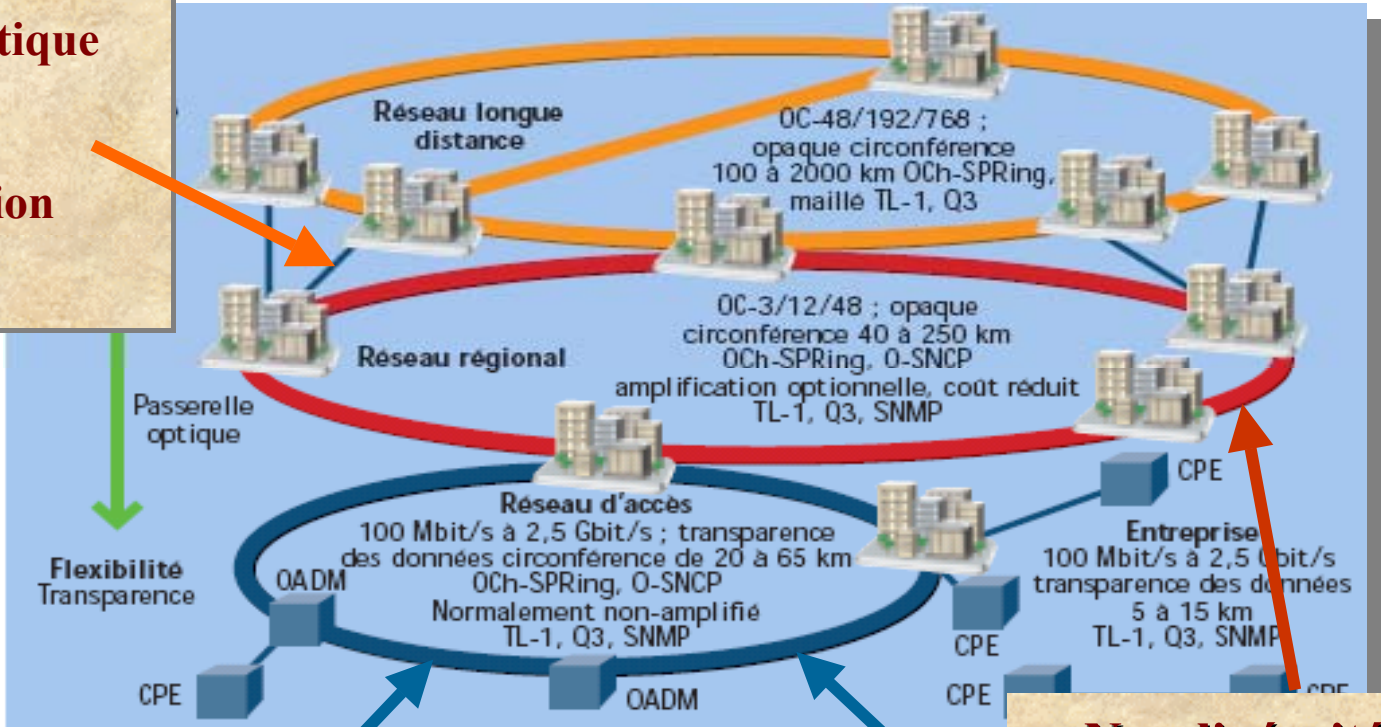 tique
ion
Réseau longue
distance
OC-48/192/768 ;
opaque circonférence
100 à 2000 km OCh-SPRing,
maillé TL-1, Q3
OC-3/12/48 ; opaque
circonférence 40 à 250 km
OCh-SPRing, O-SNCP
amplification optionnelle, coût réduit
TL-1, Q3, SNMP
Réseau régional
Passerelle
optique
Flexibilité
Transparence
Réseau d'accès
100 Mbit/s à 2,5 Gbit/s ; transparence
des données circonférence de 20 à 65 km
OCh-SPRing, O-SNCP
Normalement non-amplifié
TL-1, Q3, SNMP
OADM
CPE
OADM
CPE
Entreprise
100 Mbit/s à 2,5 Gbit/s
transparence des données
5 à 15 km
TL-1, Q3, SNMP
CPE
CPE
CPE